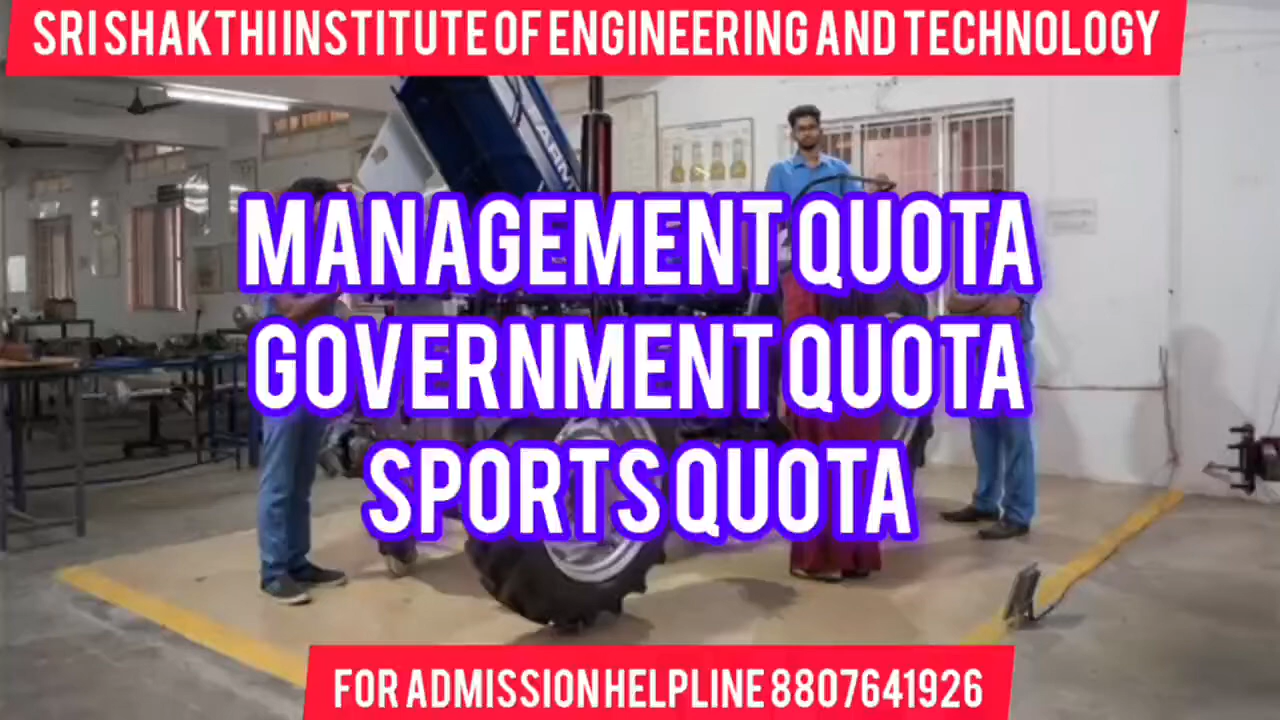 SRI SHAKTHI INSTITUTE OF ENGINEERING AND TECHNOLOGY
MANAGEMENT QUOTA
GOVERNMENT QUOTA
SPORTS QUOTA
FOR ADMISSION HELPLINE 8807641926